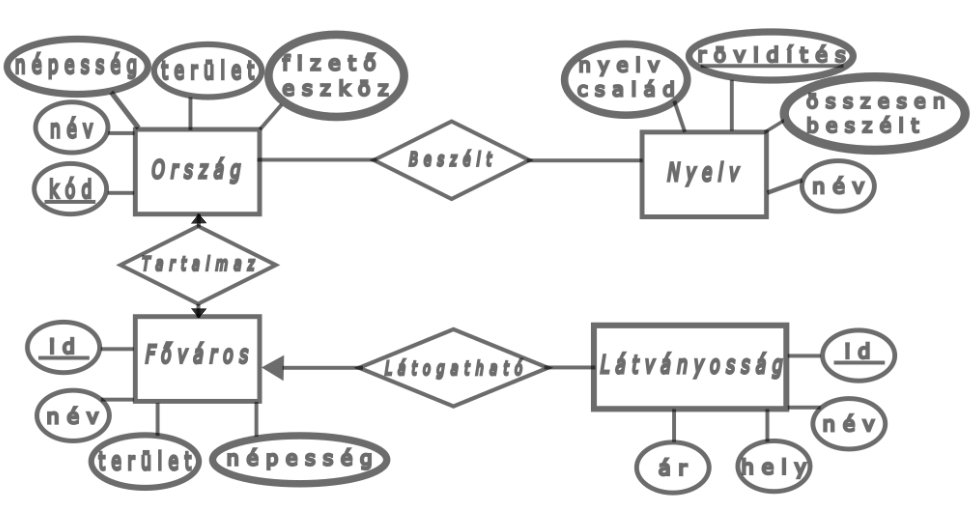 népesség
terület
fizető
eszköz
név
kód
Ország
Beszélt
nyelv
család
rövidítés
összesen
beszélt
név
Nyelv
Tartalmaz
Id
Főváros
név
terület
népesség
Látogatható
Látványosság
Id
név
ár
hely